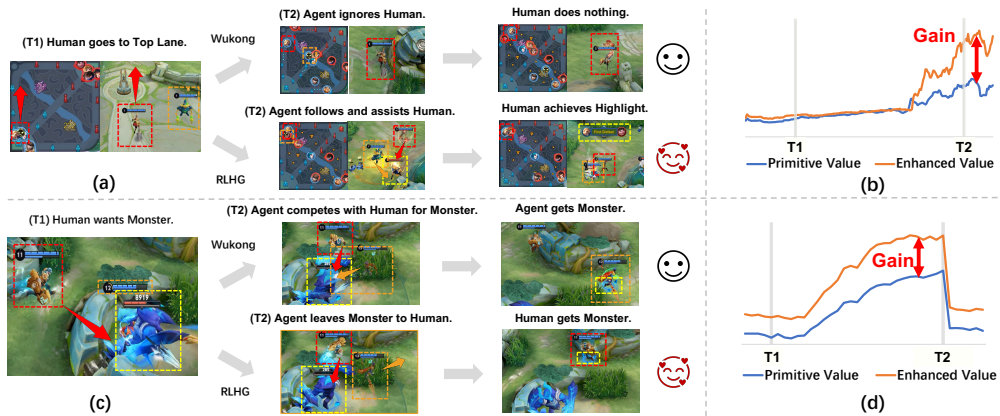 (T1) Human goes to Top Lane.
Wukong
(T2) Agent ignores Human.
Human does nothing.
(T2) Agent follows and assists Human.
Human achieves Highlight.
RLHG
(a)
Gain
T1
T2
Primitive Value
Enhanced Value
(b)
(T1) Human wants Monster.
11
12
8919
Wukong
(T2) Agent competes with Human for Monster.
Agent gets Monster.
(T2) Agent leaves Monster to Human.
Human gets Monster.
RLHG
(c)
Gain
T1
T2
Primitive Value
Enhanced Value
(d)